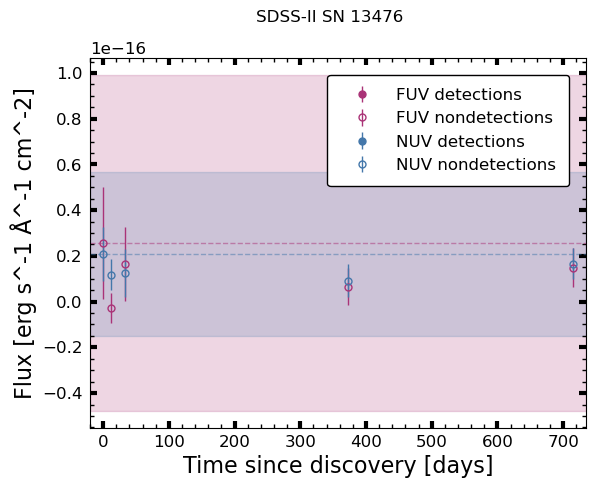 SDSS-II SN 13476
1e−16
FUV detections
FUV nondetections
NUV detections
NUV nondetections
1.0
0.8
0.6
0.4
0.2
0.0
−0.2
−0.4
Flux [erg s^-1 Å^-1 cm^-2]
0 100 200 300 400 500 600 700
Time since discovery [days]